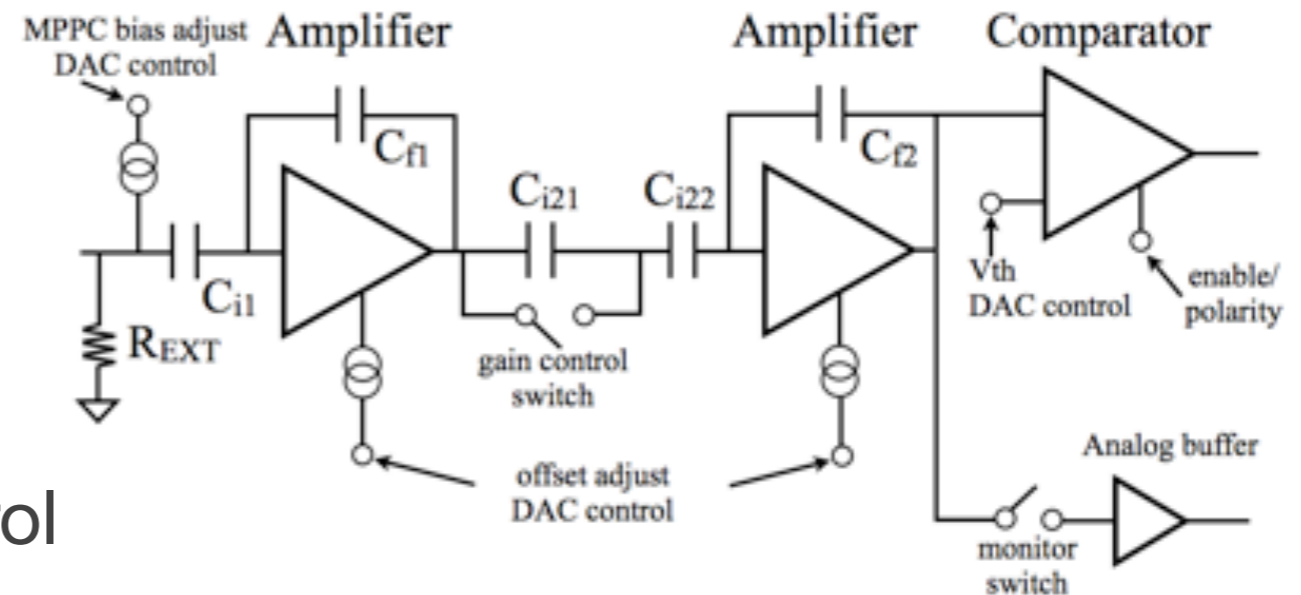 MPPC bias adjust
DAC control
Amplifier
Amplifier
Comparator
Cf1
Cf2
Ci21
Ci22
Ci1
REXT
gain control
switch
Vth
DAC control
enable/
polarity
offset adjust
DAC control
Analog buffer
monitor
switch
ol